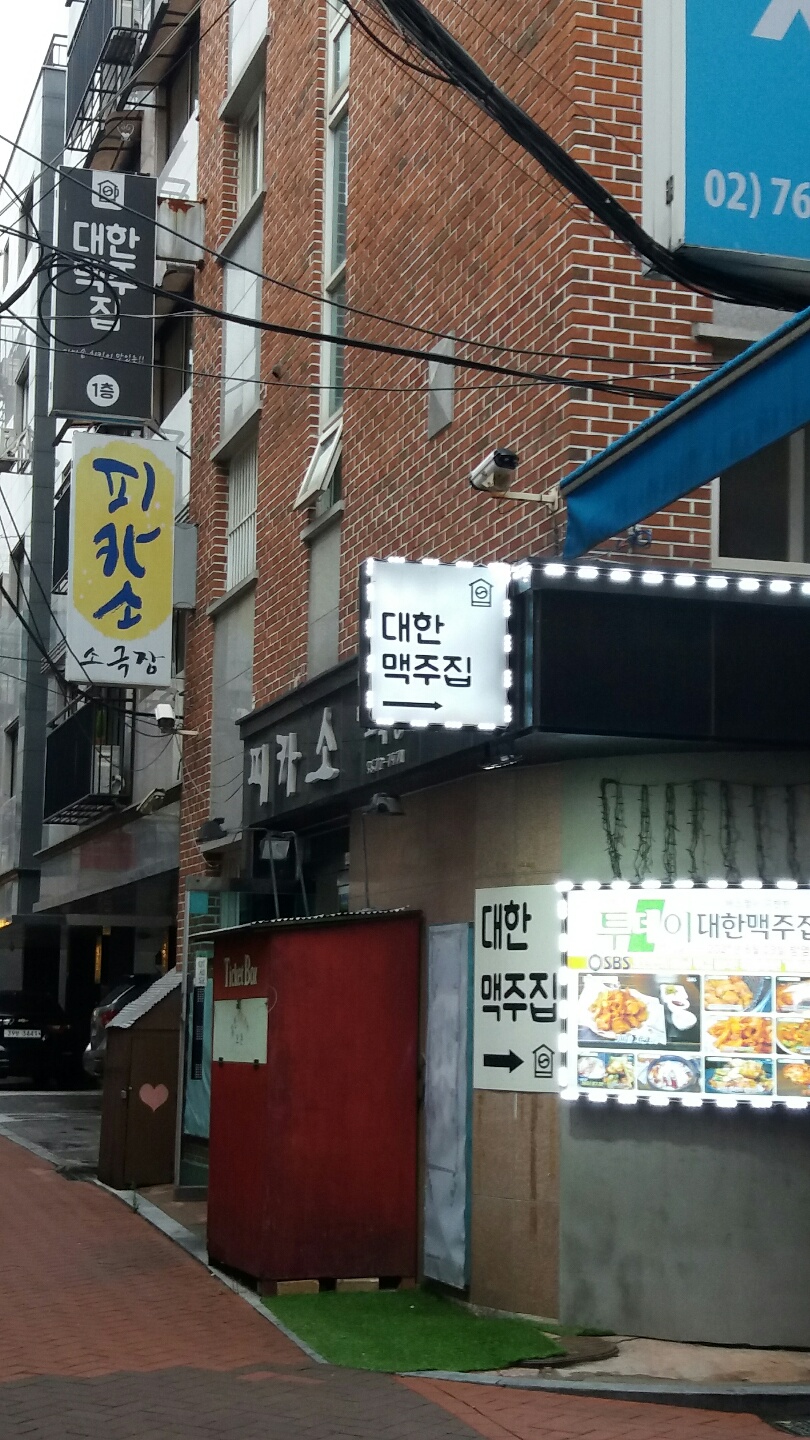 02) 76
대한
맥주
집
1층
피
카
소
소극장
대한
맥주집
피카소
Ticket Box
대한
맥주집
투데이 대한맥주집
SBS